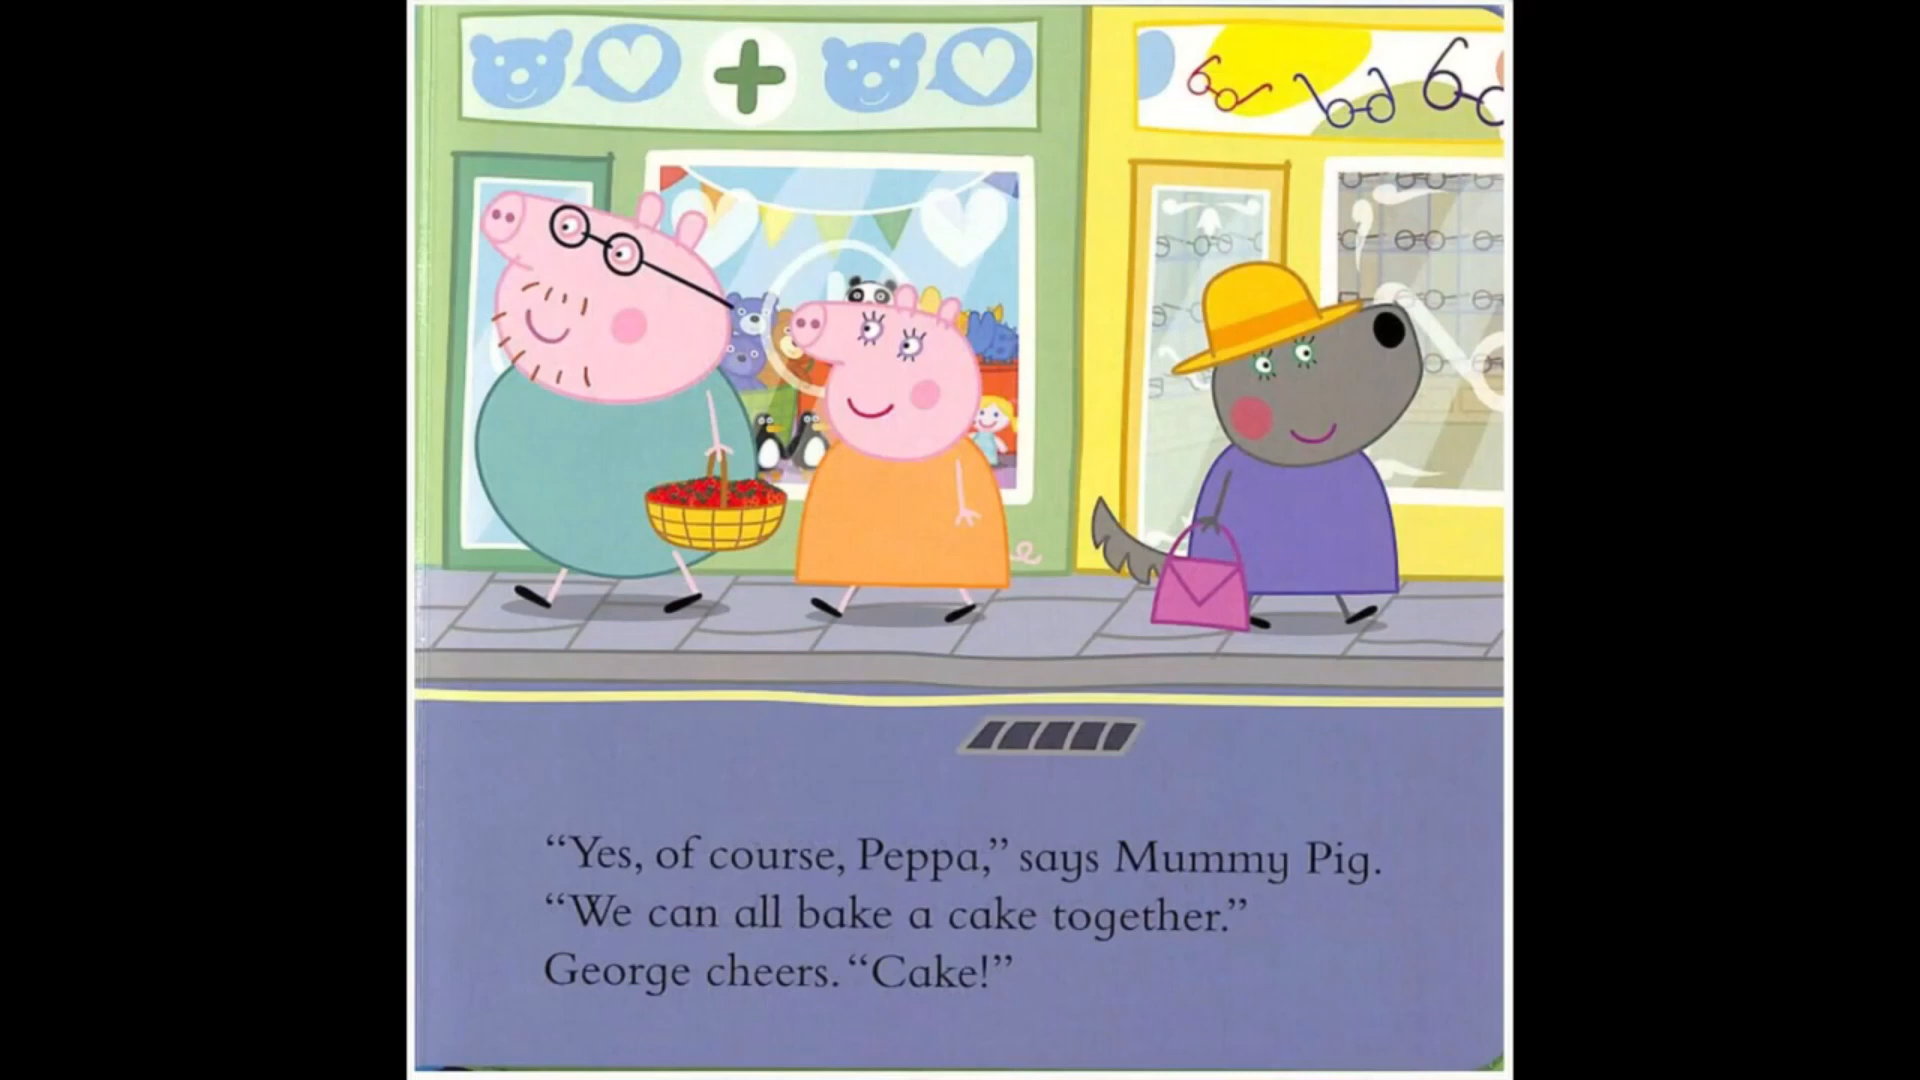 “Yes, of course, Peppa,” says Mummy Pig.
“We can all bake a cake together.”
George cheers. “Cake!”